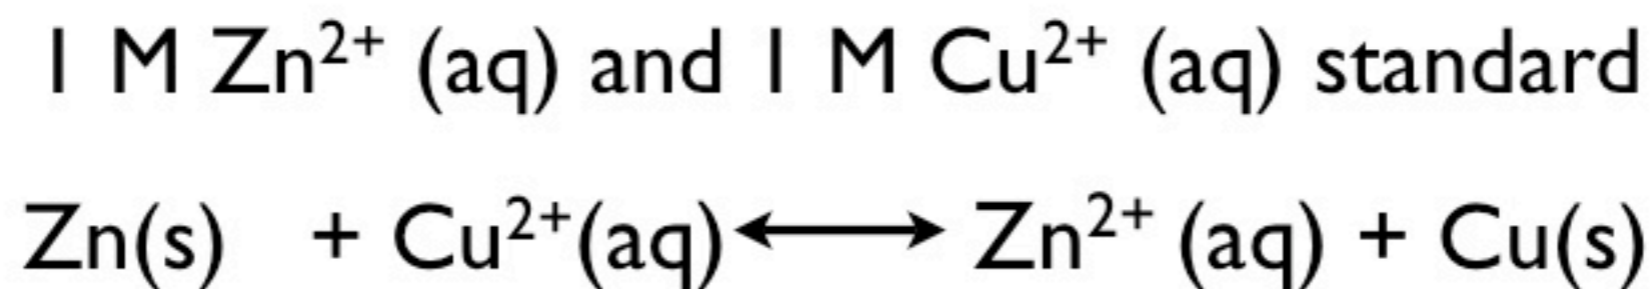 1 M Zn²⁺ (aq) and 1 M Cu²⁺ (aq) standard
Zn(s) + Cu²⁺(aq) ⟷ Zn²⁺ (aq) + Cu(s)